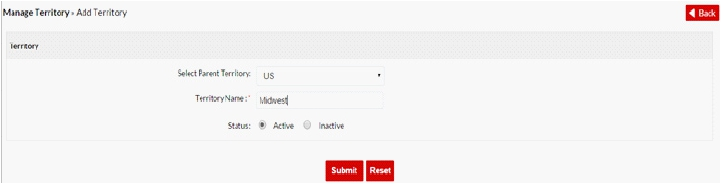 Manage Territory » Add Territory
Back
Territory
Select Parent Territory:
US
Territory Name : *
Midwest
Status:
Active
Inactive
Submit
Reset